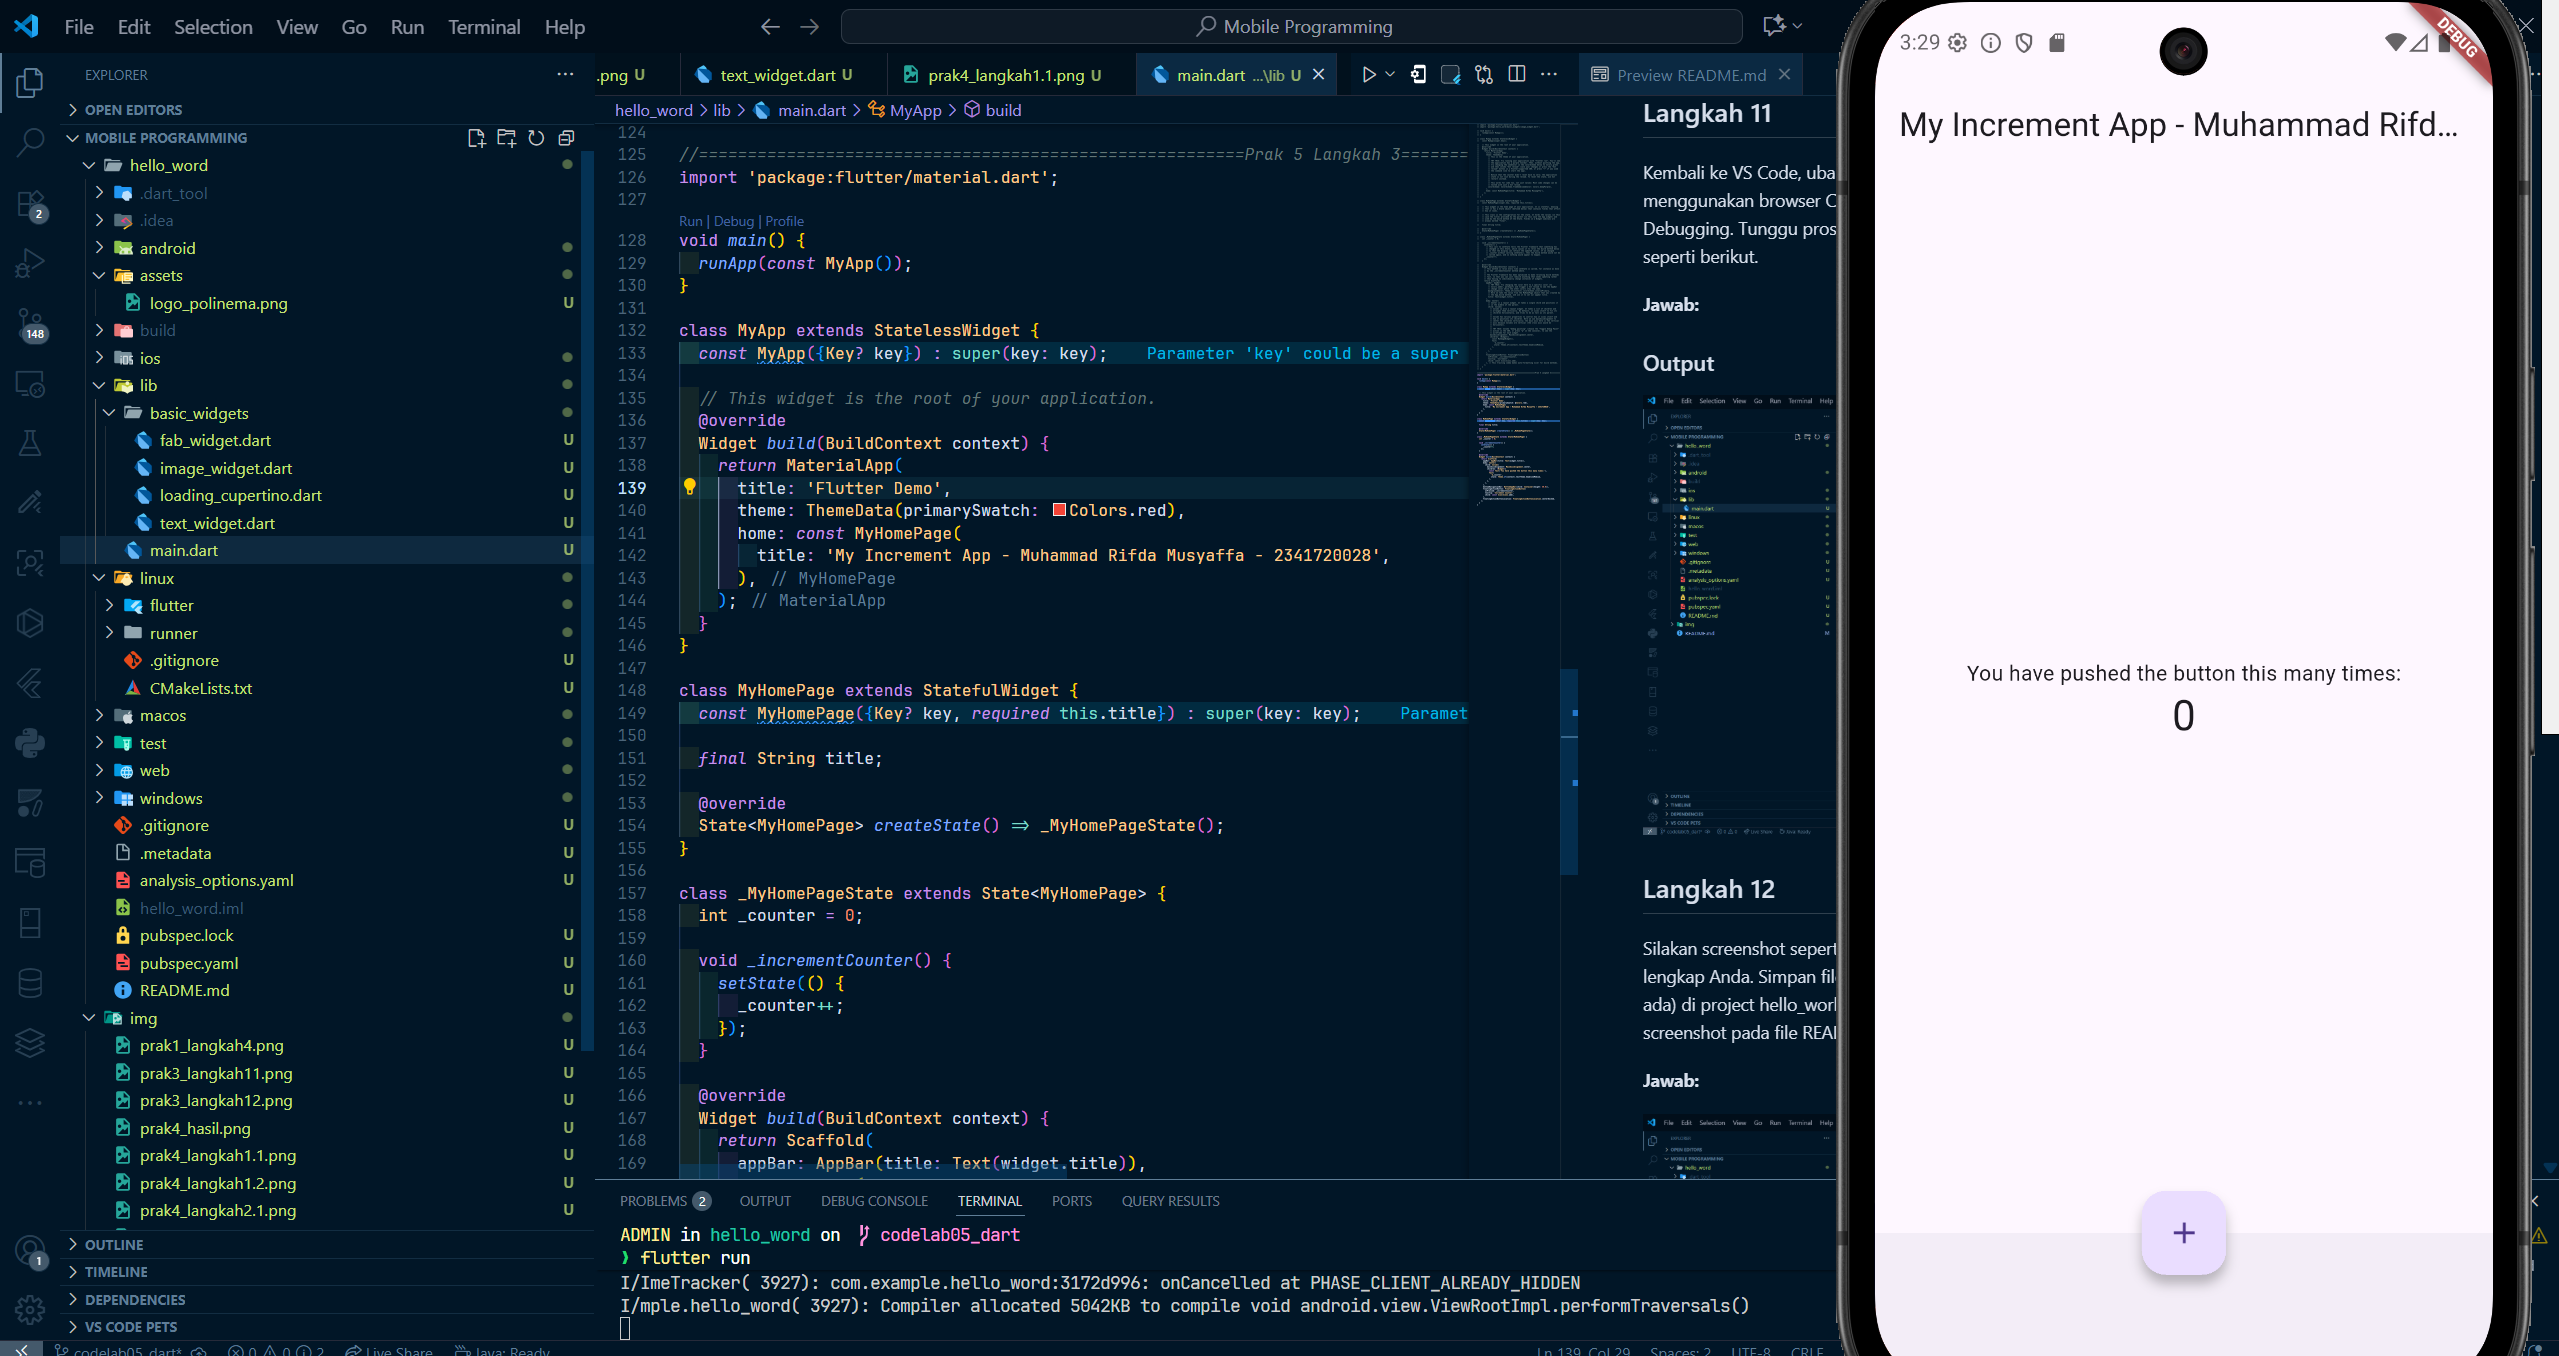 File Edit Selection View Go Run Terminal Help
Mobile Programming
EXPLORER
OPEN EDITORS
MOBILE PROGRAMMING
hello_word
.dart_tool
.idea
android
assets
logo_polinema.png U
build
ios
lib
basic_widgets
fab_widget.dart U
image_widget.dart U
loading_cupertino.dart U
text_widget.dart U
main.dart U
linux
flutter
runner
.gitignore U
CMakeLists.txt U
macos
test
web
windows
.gitignore U
.metadata U
analysis_options.yaml U
hello_word.iml
pubspec.lock U
pubspec.yaml U
README.md U
img
prak1_langkah4.png U
prak3_langkah11.png U
prak3_langkah12.png U
prak4_hasil.png U
prak4_langkah1.1.png U
prak4_langkah1.2.png U
prak4_langkah2.1.png U
OUTLINE
TIMELINE
DEPENDENCIES
VS CODE PETS
2
148
1
.png U
text_widget.dart U
prak4_langkah1.1.png U
main.dart ...\lib U
hello_word > lib > main.dart > MyApp > build
124
125 //========================================================Prak 5 Langkah 3=======
126 import 'package:flutter/material.dart';
127
Run | Debug | Profile
128 void main() {
129 runApp(const MyApp());
130 }
131
132 class MyApp extends StatelessWidget {
133 const MyApp({Key? key}) : super(key: key); Parameter 'key' could be a super
134
135 // This widget is the root of your application.
136 @override
137 Widget build(BuildContext context) {
138 return MaterialApp(
139 title: 'Flutter Demo',
140 theme: ThemeData(primarySwatch: Colors.red),
141 home: const MyHomePage(
142 title: 'My Increment App - Muhammad Rifda Musyaffa - 2341720028',
143 ), // MyHomePage
144 ); // MaterialApp
145 }
146 }
147
148 class MyHomePage extends StatefulWidget {
149 const MyHomePage({Key? key, required this.title}) : super(key: key); Paramet
150
151 final String title;
152
153 @override
154 State<MyHomePage> createState() => _MyHomePageState();
155 }
156
157 class _MyHomePageState extends State<MyHomePage> {
158 int _counter = 0;
159
160 void _incrementCounter() {
161 setState(() {
162 _counter++;
163 });
164 }
165
166 @override
167 Widget build(BuildContext context) {
168 return Scaffold(
169 appBar: AppBar(title: Text(widget.title)),
PROBLEMS 2 OUTPUT DEBUG CONSOLE TERMINAL PORTS QUERY RESULTS
ADMIN in hello_word on codelab05_dart
❯ flutter run
I/ImeTracker( 3927): com.example.hello_word:3172d996: onCancelled at PHASE_CLIENT_ALREADY_HIDDEN
I/mple.hello_word( 3927): Compiler allocated 5042KB to compile void android.view.ViewRootImpl.performTraversals()
codelab05_dart* 0 0 2 Live Share Java: Ready
Ln 139, Col 29 Spaces: 2 UTF-8 CRLF
Preview README.md
Langkah 11
Kembali ke VS Code, uba
menggunakan browser C
Debugging. Tunggu pros
seperti berikut.
Jawab:
Output
Langkah 12
Silakan screenshot sepert
lengkap Anda. Simpan file
ada) di project hello_worl
screenshot pada file REA
Jawab:
3:29
DEBUG
My Increment App - Muhammad Rifd...
You have pushed the button this many times:
0
+